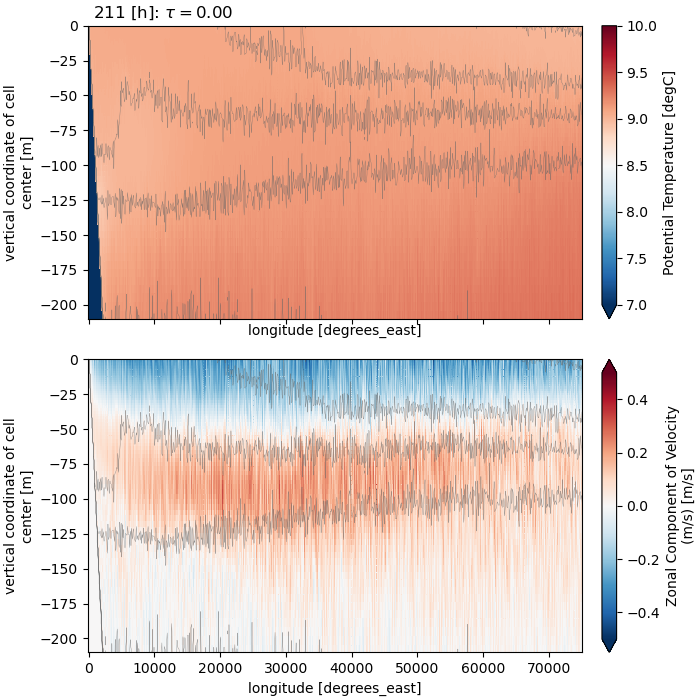 211 [h]: τ = 0.00
0
−25
−50
−75
−100
−125
−150
−175
−200
vertical coordinate of cell
center [m]
longitude [degrees_east]
10.0
9.5
9.0
8.5
8.0
7.5
7.0
Potential Temperature [degC]
0
−25
−50
−75
−100
−125
−150
−175
−200
vertical coordinate of cell
center [m]
0 10000 20000 30000 40000 50000 60000 70000
longitude [degrees_east]
0.4
0.2
0.0
−0.2
−0.4
Zonal Component of Velocity
(m/s) [m/s]